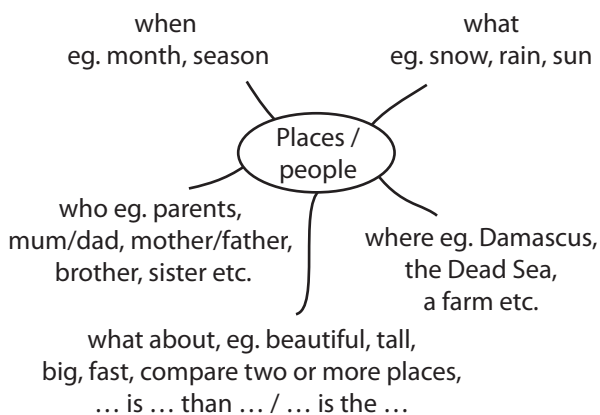 when
eg. month, season
what
eg. snow, rain, sun
Places /
people
who eg. parents,
mum/dad, mother/father,
brother, sister etc.
where eg. Damascus,
the Dead Sea,
a farm etc.
what about, eg. beautiful, tall,
big, fast, compare two or more places,
… is … than … / … is the …